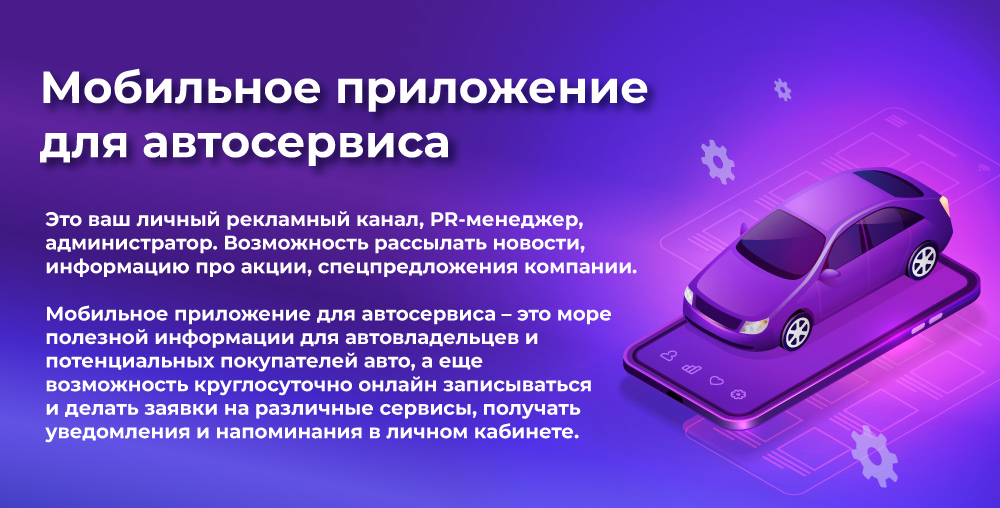 Мобильное приложение
для автосервиса
Это ваш личный рекламный канал, PR-менеджер,
администратор. Возможность рассылать новости,
информацию про акции, спецпредложения компании.
Мобильное приложение для автосервиса – это море
полезной информации для автовладельцев и
потенциальных покупателей авто, а еще
возможность круглосуточно онлайн записываться
и делать заявки на различные сервисы, получать
уведомления и напоминания в личном кабинете.